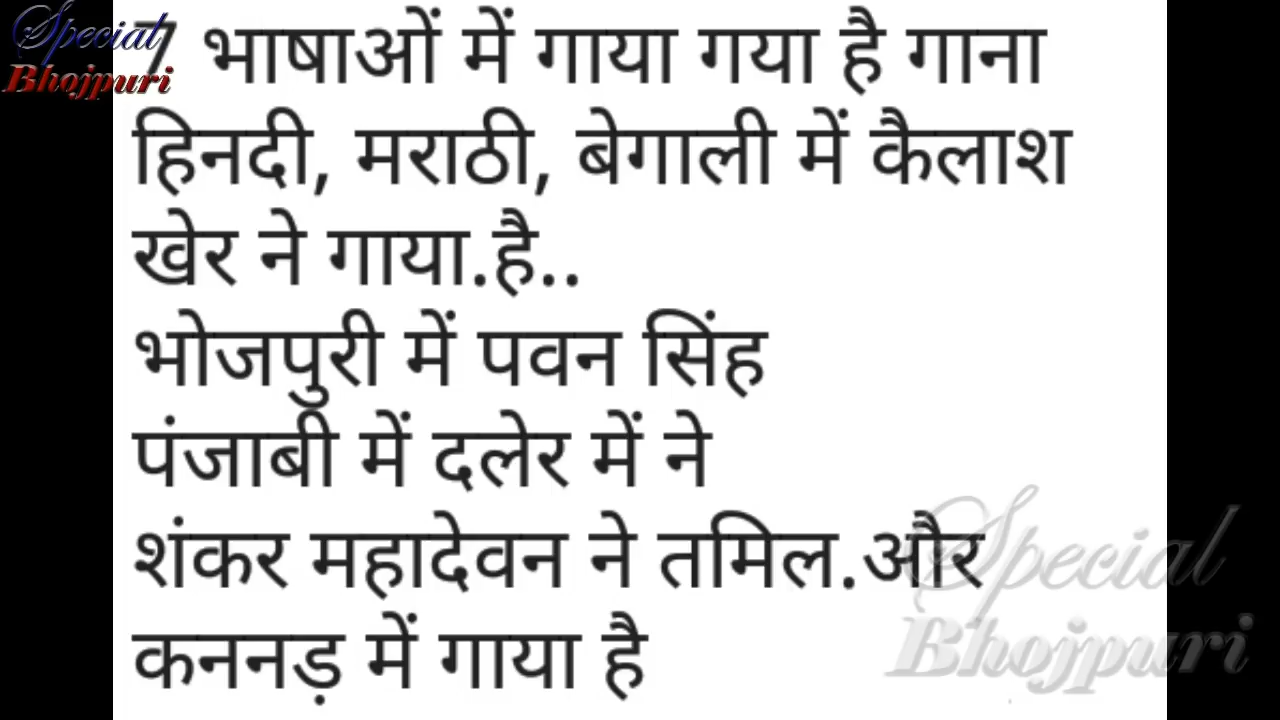 Special
Bhojpuri
7 भाषाओं में गाया गया है गाना
हिनदी, मराठी, बेगाली में कैलाश
खेर ने गाया.है..
भोजपुरी में पवन सिंह
पंजाबी में दलेर में ने
शंकर महादेवन ने तमिल.और
कननड़ में गाया है
Special
Bhojpuri